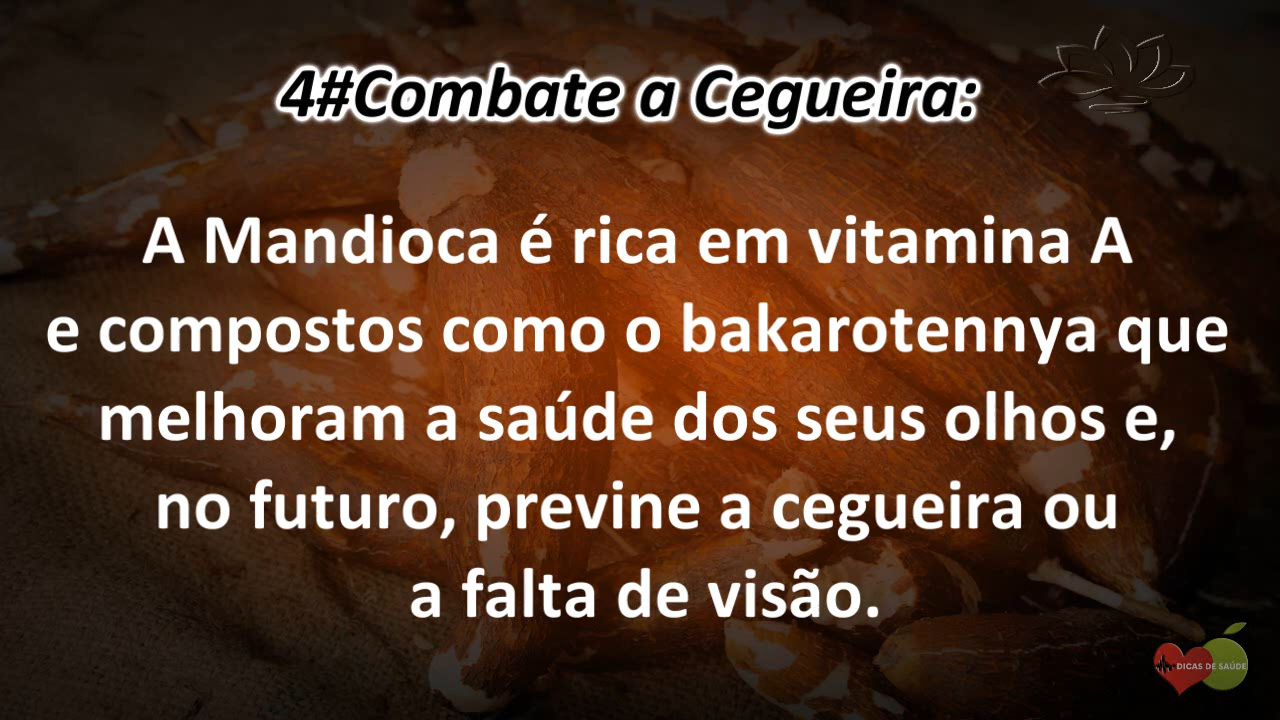 4#Combate a Cegueira:
A Mandioca é rica em vitamina A
e compostos como o bakarotennya que
melhoram a saúde dos seus olhos e,
no futuro, previne a cegueira ou
a falta de visão.
DICAS DE SAÚDE